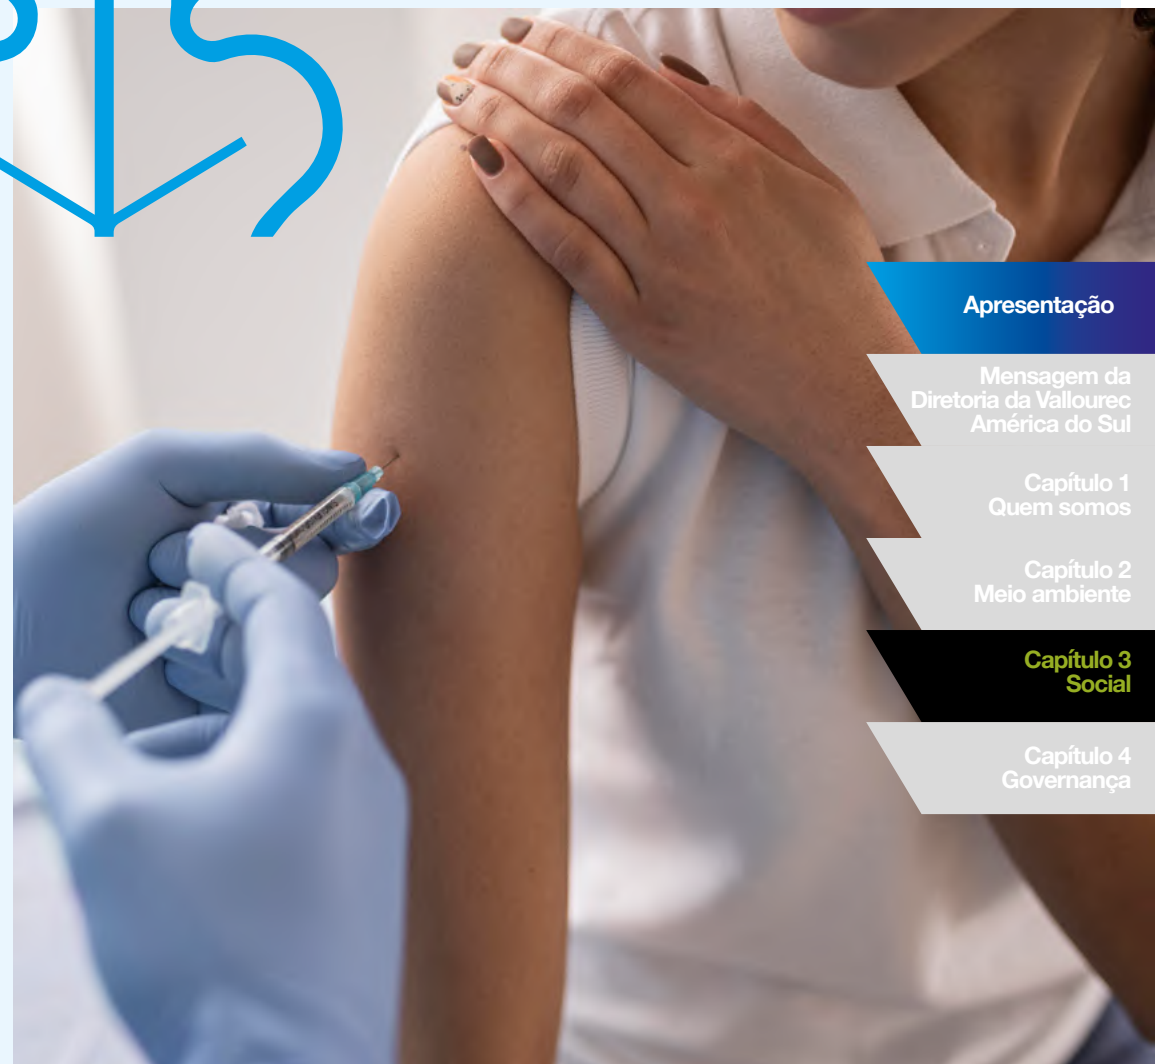 Apresentação
Mensagem da
Diretoria da Vallourec
América do Sul
Capítulo 1
Quem somos
Capítulo 2
Meio ambiente
Capítulo 3
Social
Capítulo 4
Governança